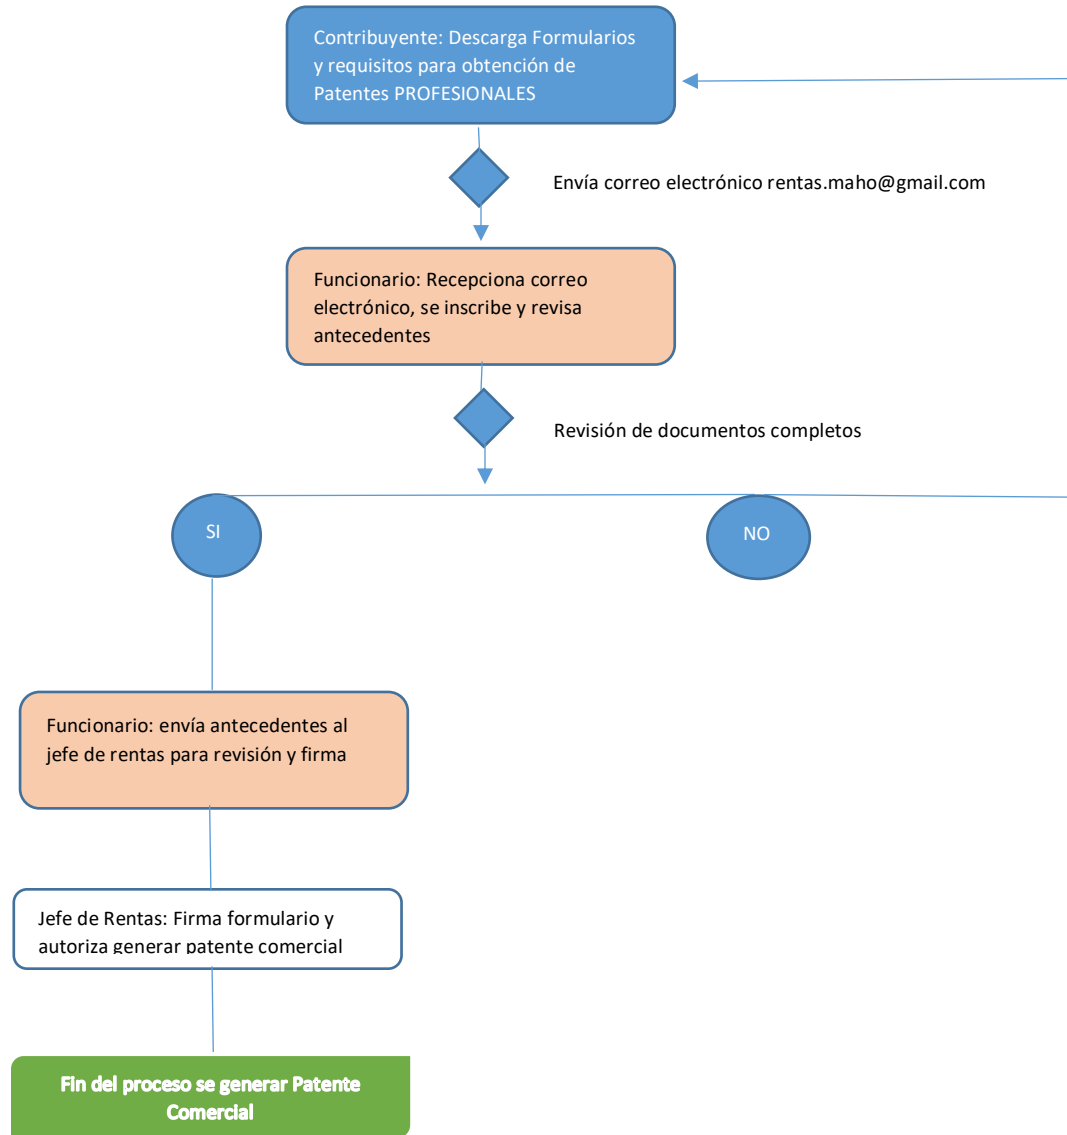 Contribuyente: Descarga Formularios
y requisitos para obtención de
Patentes PROFESIONALES
Envía correo electrónico rentas.maho@gmail.com
Funcionario: Recepciona correo
electrónico, se inscribe y revisa
antecedentes
Revisión de documentos completos
SI
NO
Funcionario: envía antecedentes al
jefe de rentas para revisión y firma
Jefe de Rentas: Firma formulario y
autoriza generar patente comercial
Fin del proceso se generar Patente
Comercial